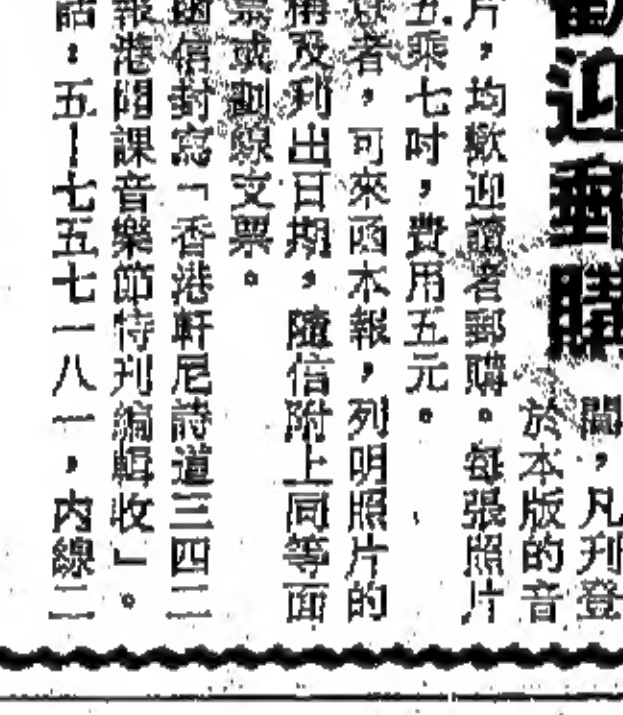 歡迎郵購
聞，凡刊登
於本版的音
片，均歡迎讀者郵購。每張照片
五乘七吋，費用五元。
意者，可來函本報，列明照片的
稱及刊出日期，隨信附上同等面
票或劃線支票。
函信封寫「香港軒尼詩道三四二
報港聞課音樂節特刊編輯收」。
話：五－七五七一八一，內線二